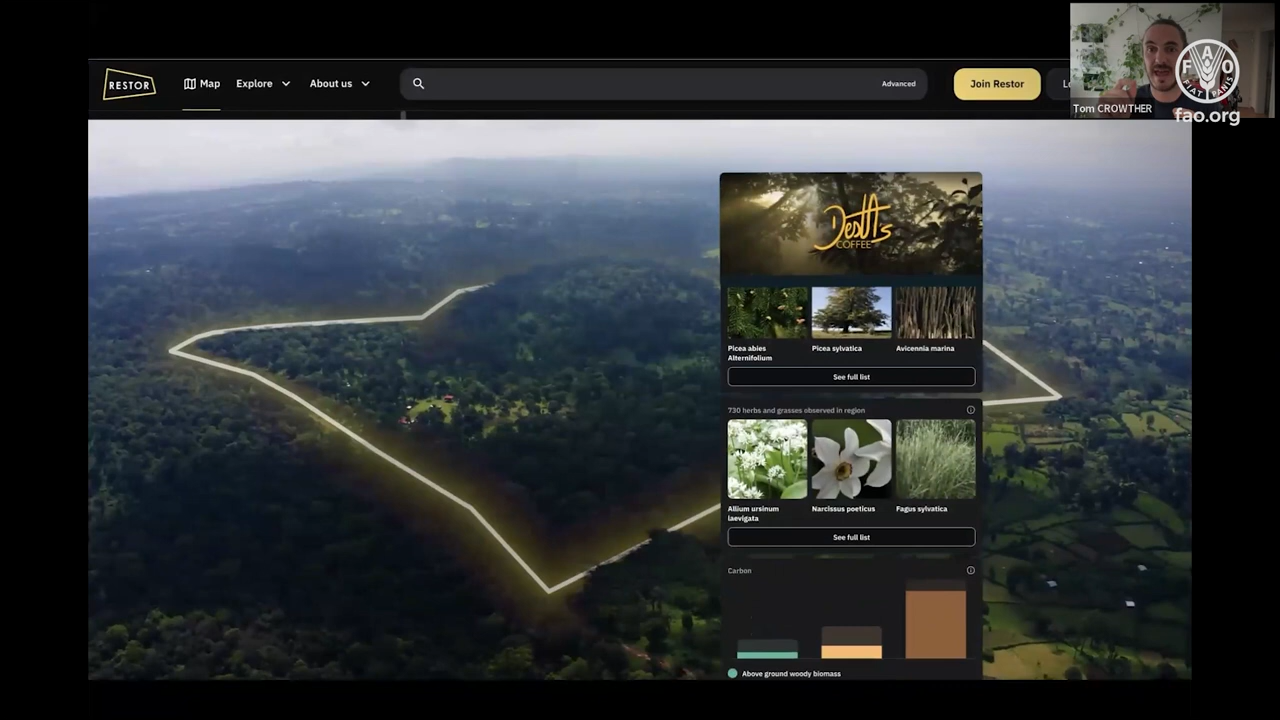 RESTOR
Map
Explore
About us
Advanced
Join Restor
Tom CROWTHER
FAO
FIAT PANIS
fao.org
Desta's
COFFEE
Picea abies
Alternifolium
Picea sylvatica
Avicennia marina
See full list
730 herbs and grasses observed in region
Allium ursinum
laevigata
Narcissus poeticus
Fagus sylvatica
See full list
Carbon
Above ground woody biomass